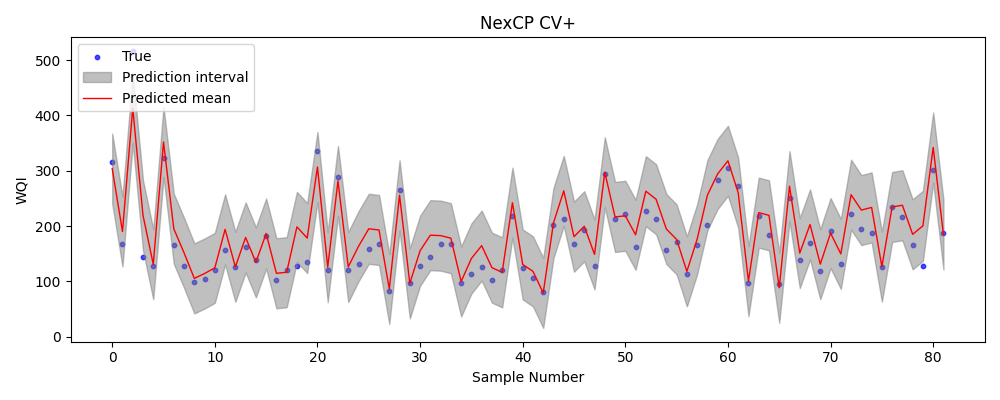 NexCP CV+
True
Prediction interval
Predicted mean
WQI
500
400
300
200
100
0
0 10 20 30 40 50 60 70 80
Sample Number